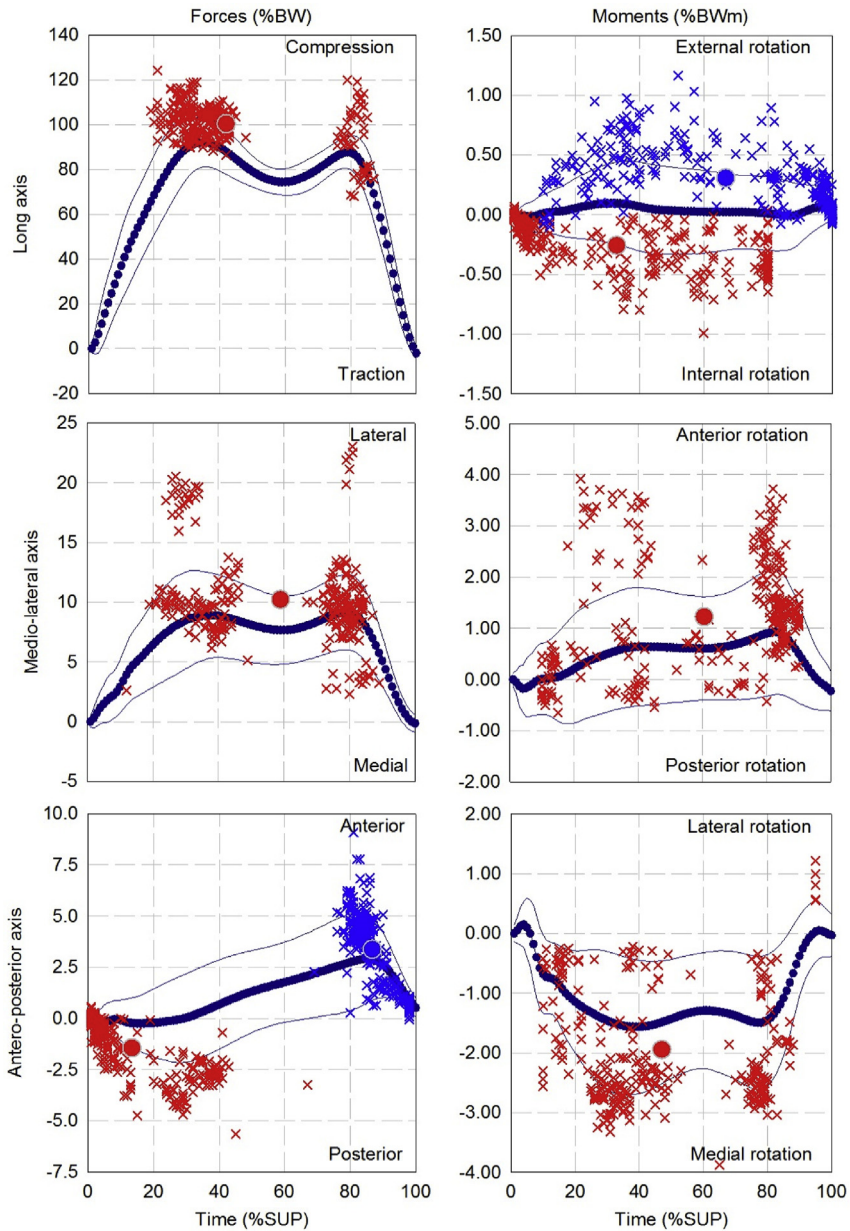 Forces (%BW)
Moments (%BWm)
140
120
100
80
60
40
20
0
-20
Long axis
Compression
Traction
1.50
1.00
0.50
0.00
-0.50
-1.00
-1.50
External rotation
Internal rotation
25
20
15
10
5
0
-5
Medio-lateral axis
Lateral
Medial
5.00
4.00
3.00
2.00
1.00
0.00
-1.00
-2.00
Anterior rotation
Posterior rotation
10.0
7.5
5.0
2.5
0.0
-2.5
-5.0
-7.5
Antero-posterior axis
Anterior
Posterior
0 20 40 60 80 100
Time (%SUP)
2.00
1.00
0.00
-1.00
-2.00
-3.00
-4.00
Lateral rotation
Medial rotation
0 20 40 60 80 100
Time (%SUP)